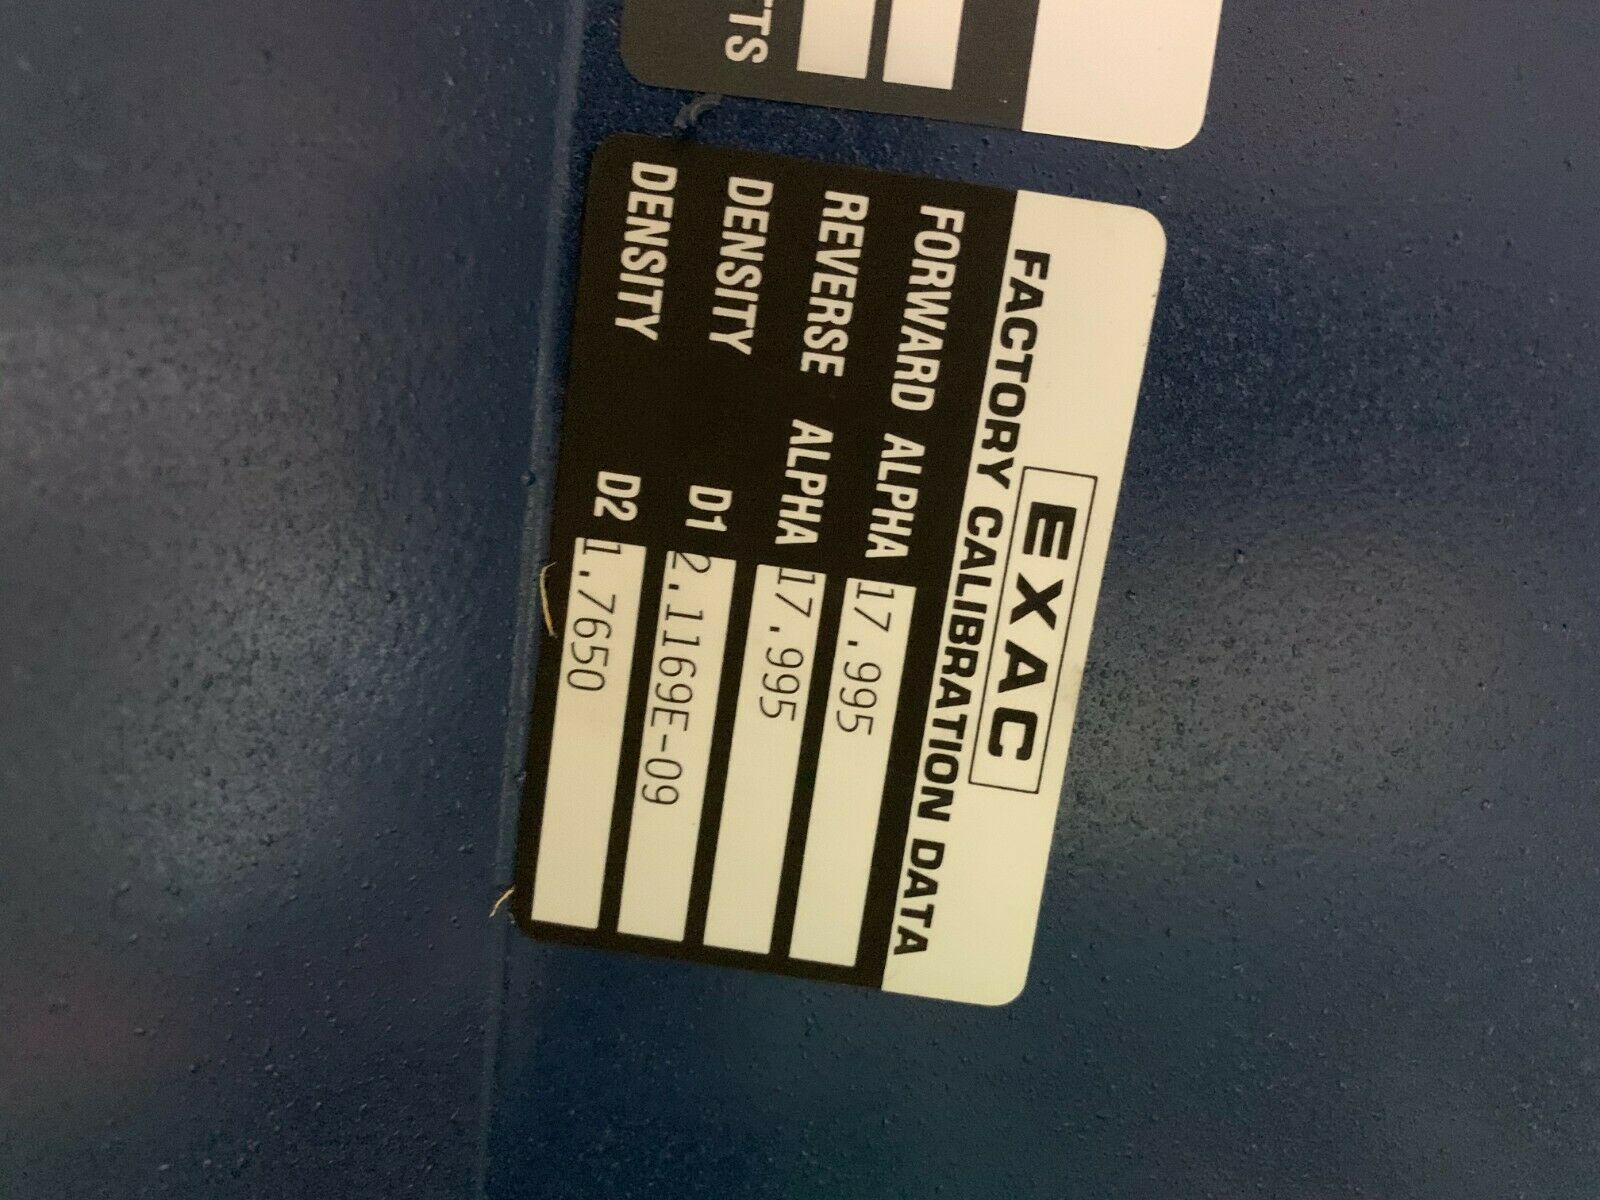 TTS
EXAC
FACTORY CALIBRATION DATA
FORWARD ALPHA 17.995
REVERSE ALPHA 17.995
DENSITY D1 2.1169E-09
DENSITY D2 1.7650